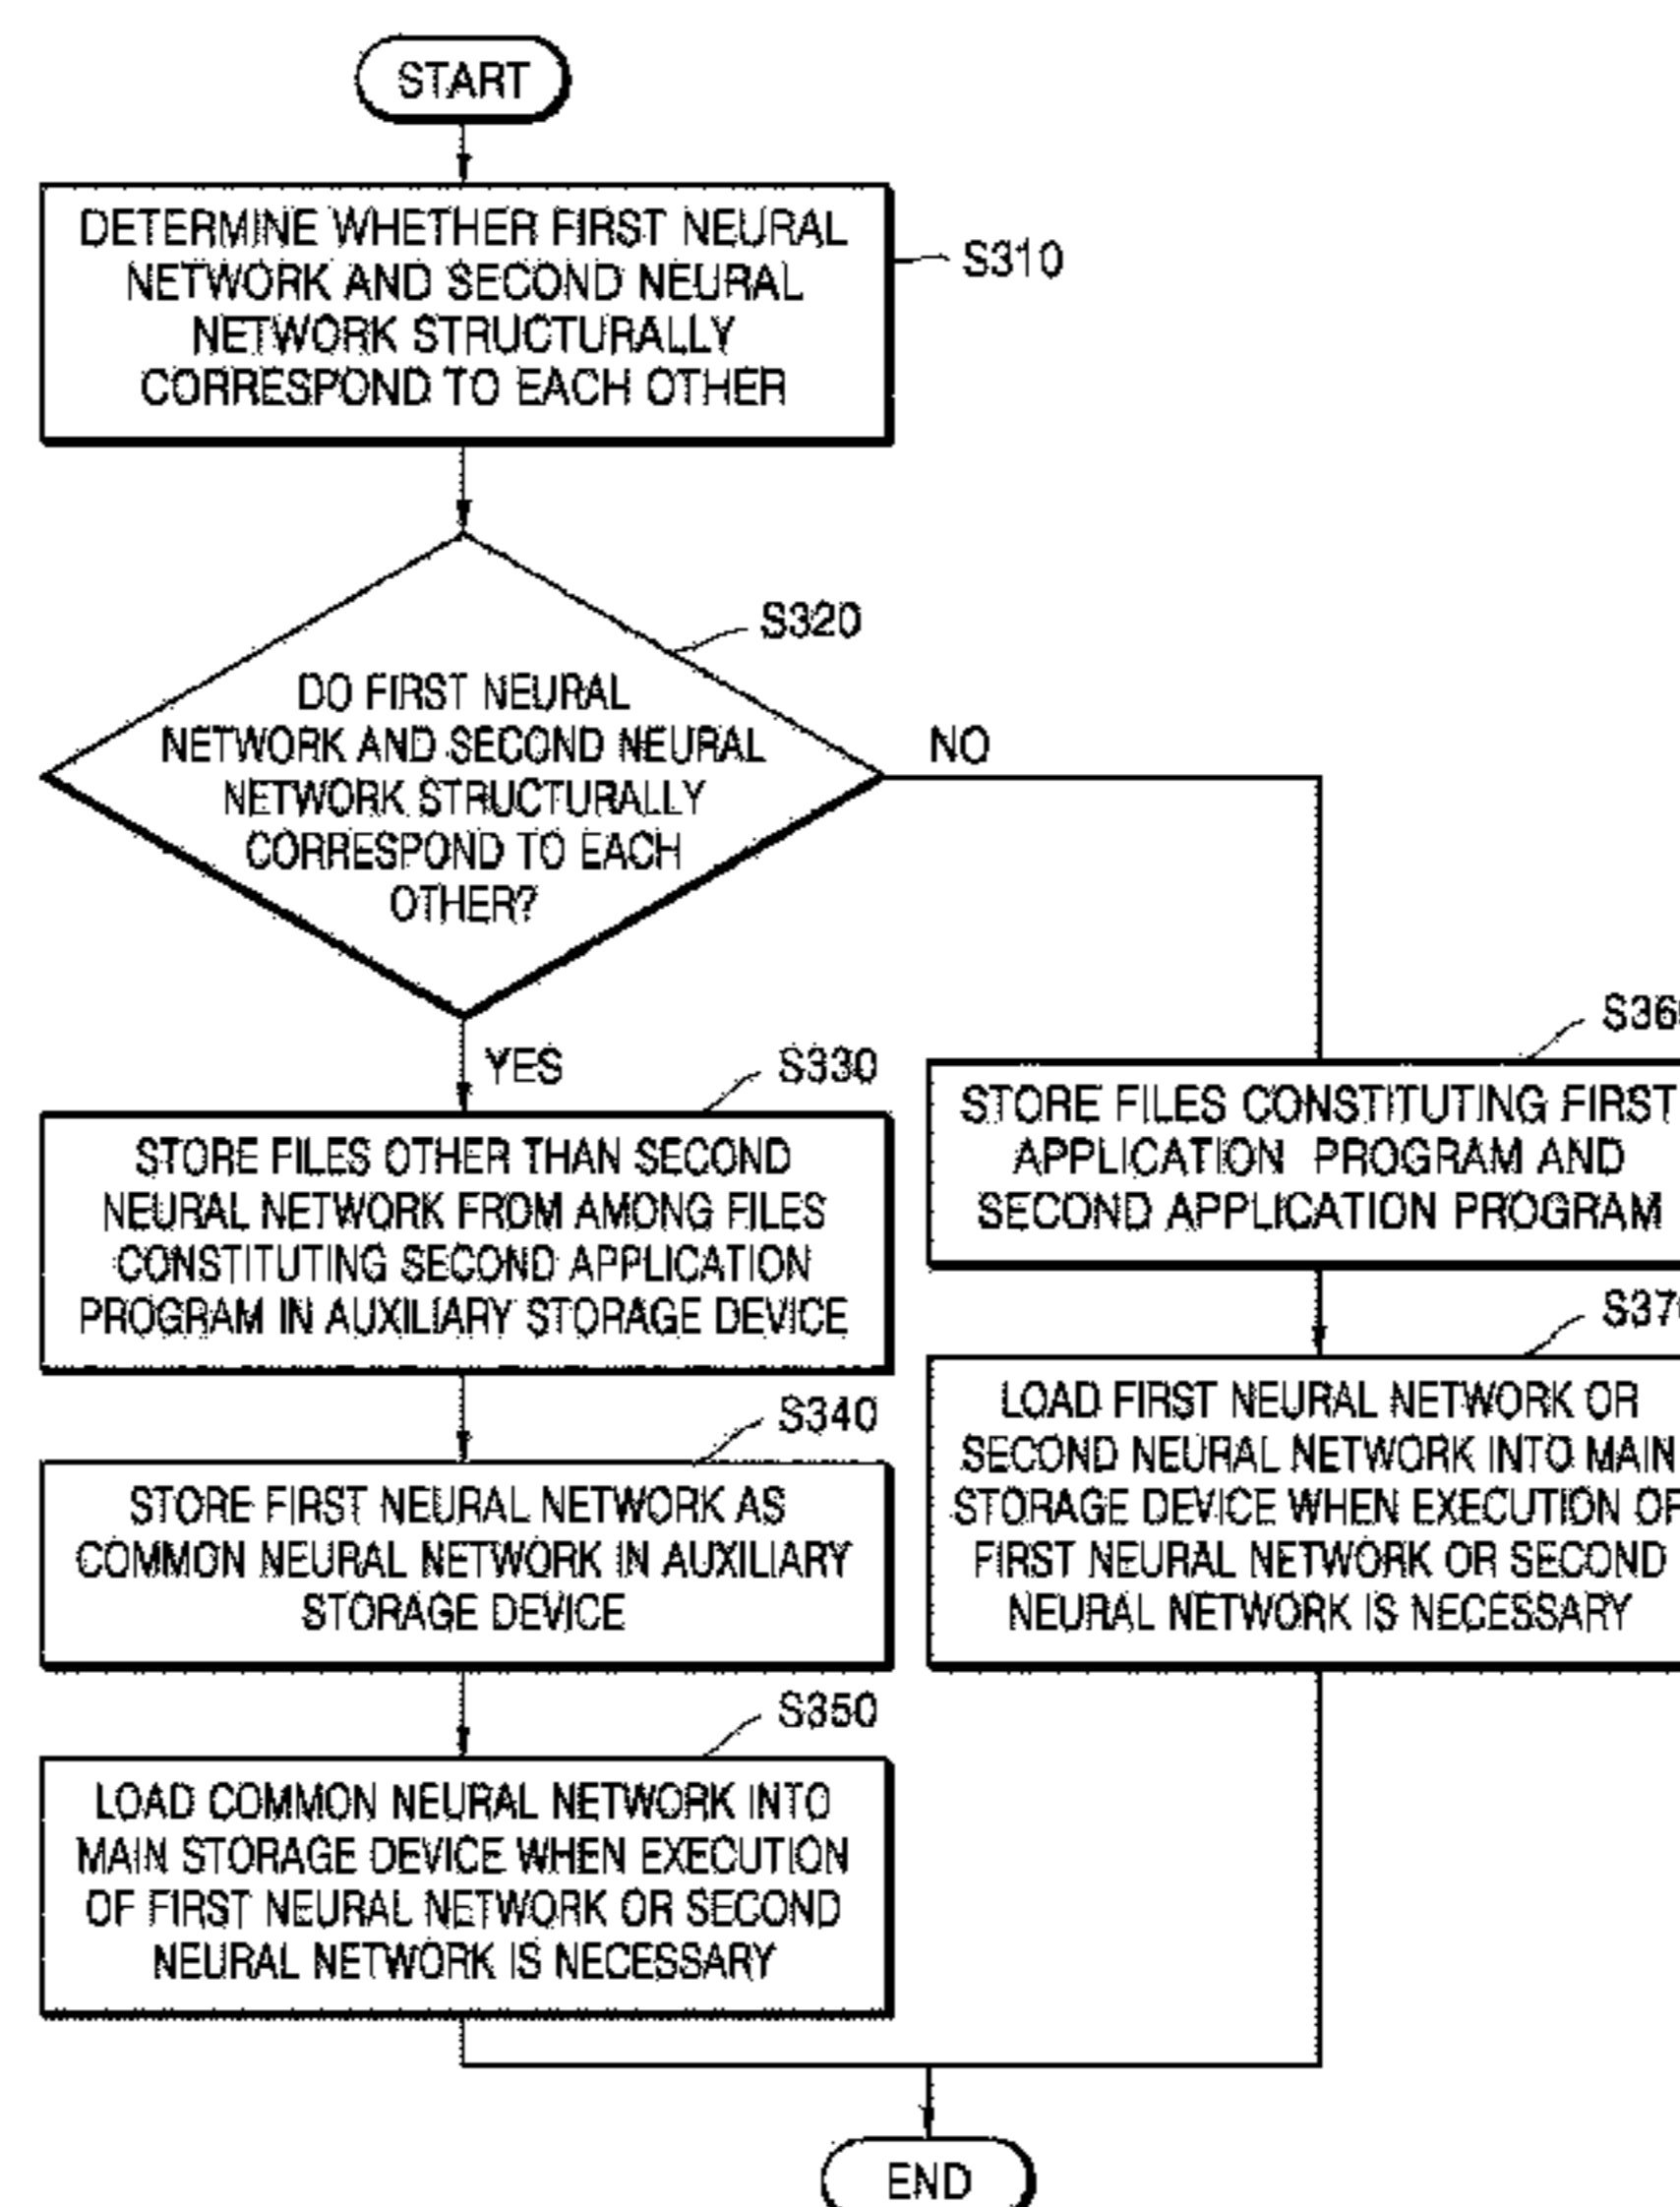 START
DETERMINE WHETHER FIRST NEURAL
NETWORK AND SECOND NEURAL
NETWORK STRUCTURALLY
CORRESPOND TO EACH OTHER
S310
S320
DO FIRST NEURAL
NETWORK AND SECOND NEURAL
NETWORK STRUCTURALLY
CORRESPOND TO EACH
OTHER?
NO
YES
S330
STORE FILES OTHER THAN SECOND
NEURAL NETWORK FROM AMONG FILES
CONSTITUTING SECOND APPLICATION
PROGRAM IN AUXILIARY STORAGE DEVICE
S340
STORE FIRST NEURAL NETWORK AS
COMMON NEURAL NETWORK IN AUXILIARY
STORAGE DEVICE
S350
LOAD COMMON NEURAL NETWORK INTO
MAIN STORAGE DEVICE WHEN EXECUTION
OF FIRST NEURAL NETWORK OR SECOND
NEURAL NETWORK IS NECESSARY
STORE FILES CONSTITUTING FIRST
APPLICATION PROGRAM AND
SECOND APPLICATION PROGRAM
LOAD FIRST NEURAL NETWORK OR
SECOND NEURAL NETWORK INTO MAIN
STORAGE DEVICE WHEN EXECUTION OF
FIRST NEURAL NETWORK OR SECOND
NEURAL NETWORK IS NECESSARY
END